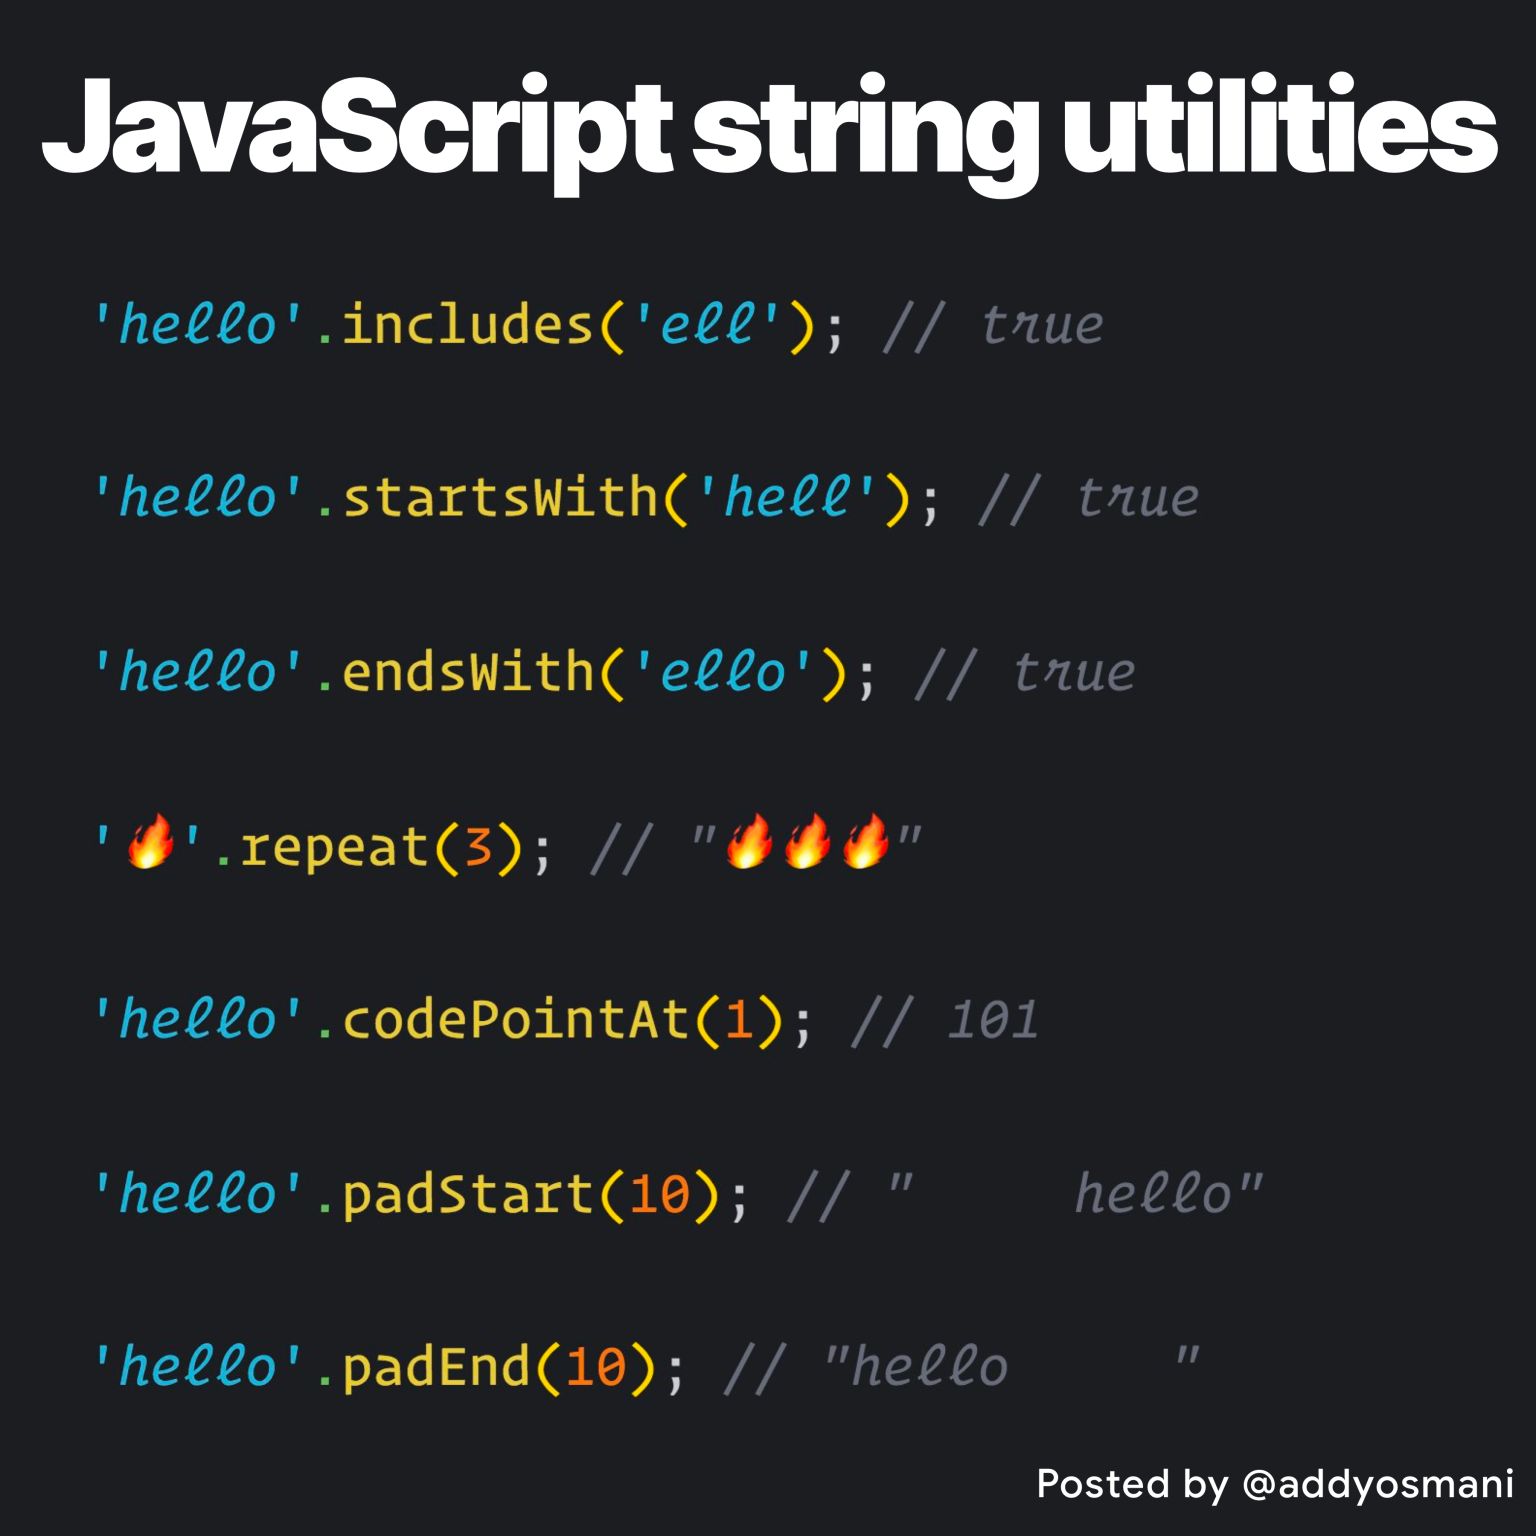 JavaScript string utilities
'hello'.includes('ell'); // true
'hello'.startsWith('hell'); // true
'hello'.endsWith('ello'); // true
'🔥'.repeat(3); // "🔥🔥🔥"
'hello'.codePointAt(1); // 101
'hello'.padStart(10); // "     hello"
'hello'.padEnd(10); // "hello     "
Posted by @addyosmani